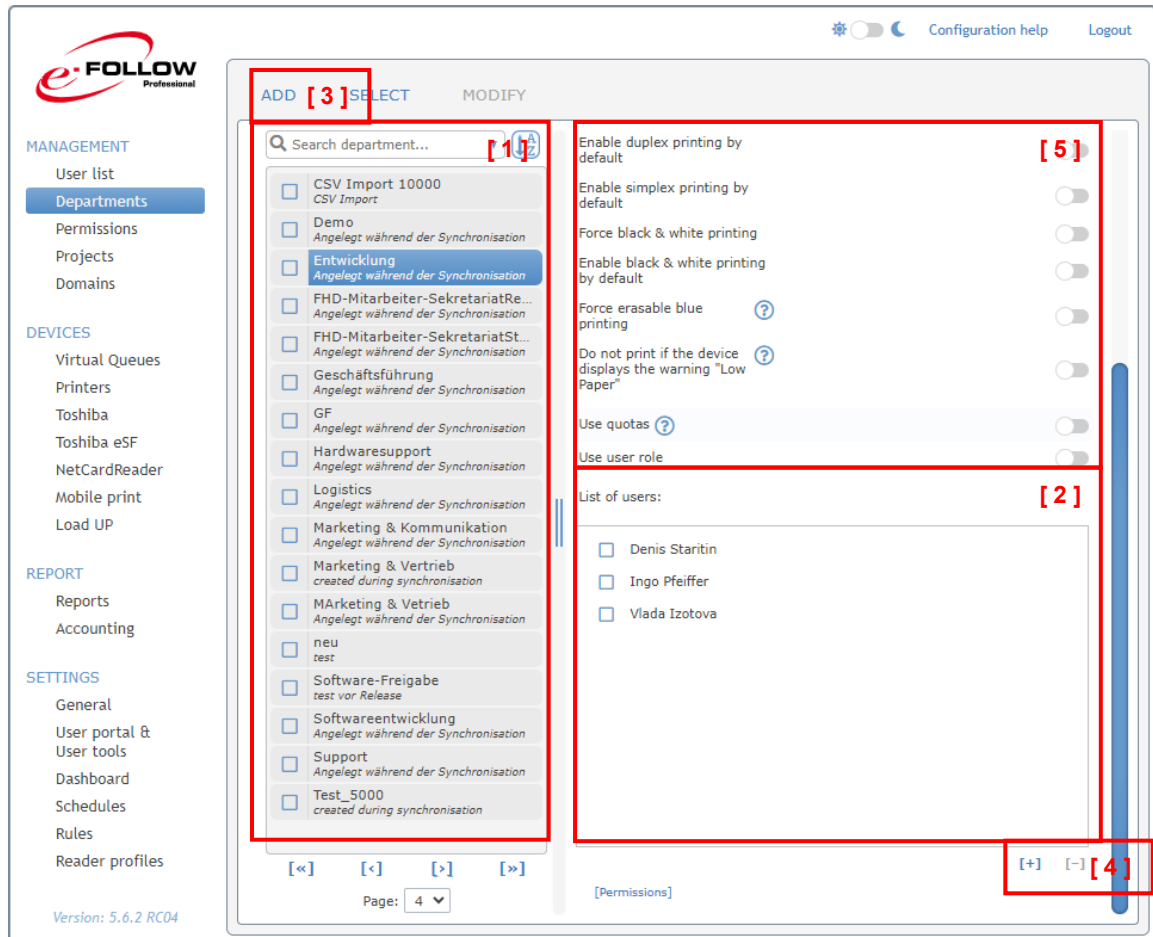 Configuration help
Logout
e-FOLLOW
Professional
ADD
[ 3 ]
SELECT
MODIFY
MANAGEMENT
User list
Departments
Permissions
Projects
Domains
DEVICES
Virtual Queues
Printers
Toshiba
Toshiba eSF
NetCardReader
Mobile print
Load UP
REPORT
Reports
Accounting
SETTINGS
General
User portal &
User tools
Dashboard
Schedules
Rules
Reader profiles
Version: 5.6.2 RC04
Search department...
[ 1 ]
A
Z
CSV Import 10000
CSV Import
Demo
Angelegt während der Synchronisation
Entwicklung
Angelegt während der Synchronisation
FHD-Mitarbeiter-SekretariatRe...
Angelegt während der Synchronisation
FHD-Mitarbeiter-SekretariatSt...
Angelegt während der Synchronisation
Geschäftsführung
Angelegt während der Synchronisation
GF
Angelegt während der Synchronisation
Hardwaresupport
Angelegt während der Synchronisation
Logistics
Angelegt während der Synchronisation
Marketing & Kommunikation
Angelegt während der Synchronisation
Marketing & Vertrieb
created during synchronisation
MArketing & Vetrieb
Angelegt während der Synchronisation
neu
test
Software-Freigabe
test vor Release
Softwareentwicklung
Angelegt während der Synchronisation
Support
Angelegt während der Synchronisation
Test_5000
created during synchronisation
[«] [‹] [›] [»]
Page: 4
Enable duplex printing by
default
[ 5 ]
Enable simplex printing by
default
Force black & white printing
Enable black & white printing
by default
Force erasable blue
printing
?
Do not print if the device
displays the warning "Low
Paper"
?
Use quotas ?
Use user role
List of users:
[ 2 ]
Denis Staritin
Ingo Pfeiffer
Vlada Izotova
[+] [−]
[ 4 ]
[Permissions]